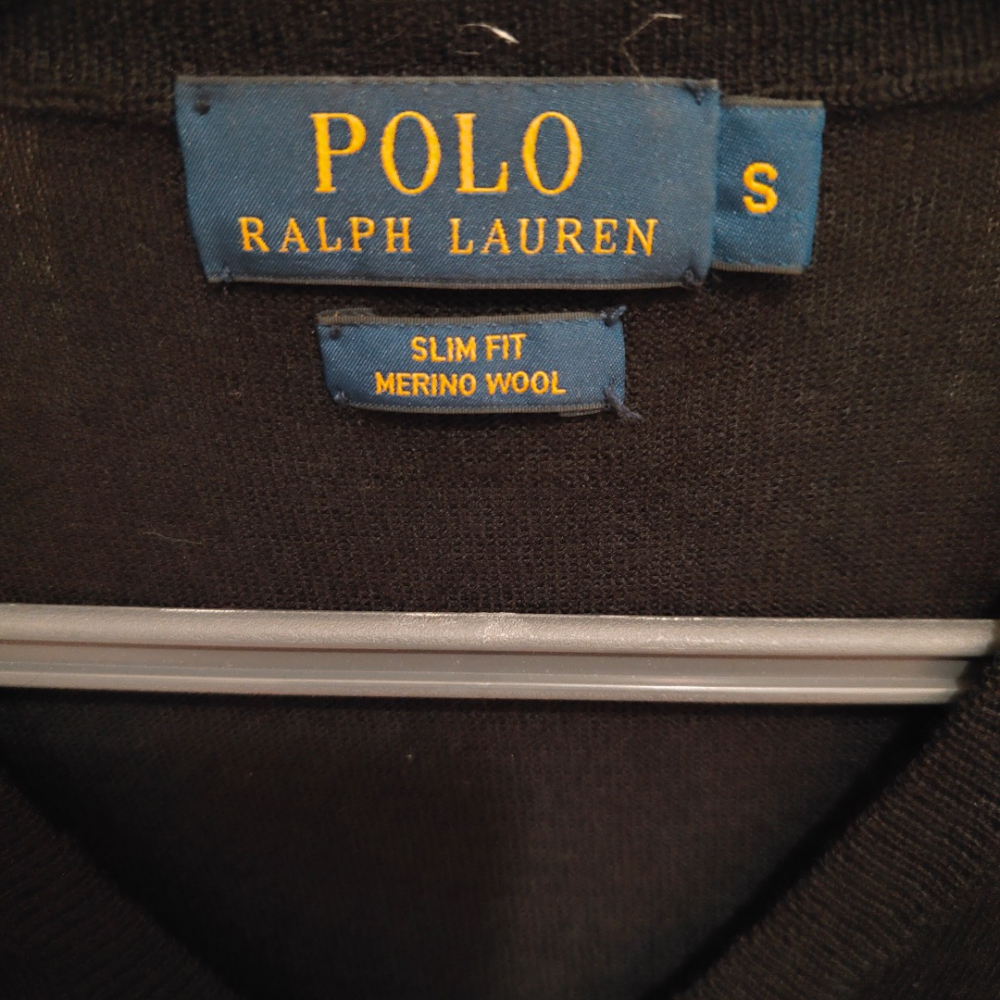 POLO
RALPH LAUREN
S
SLIM FIT
MERINO WOOL